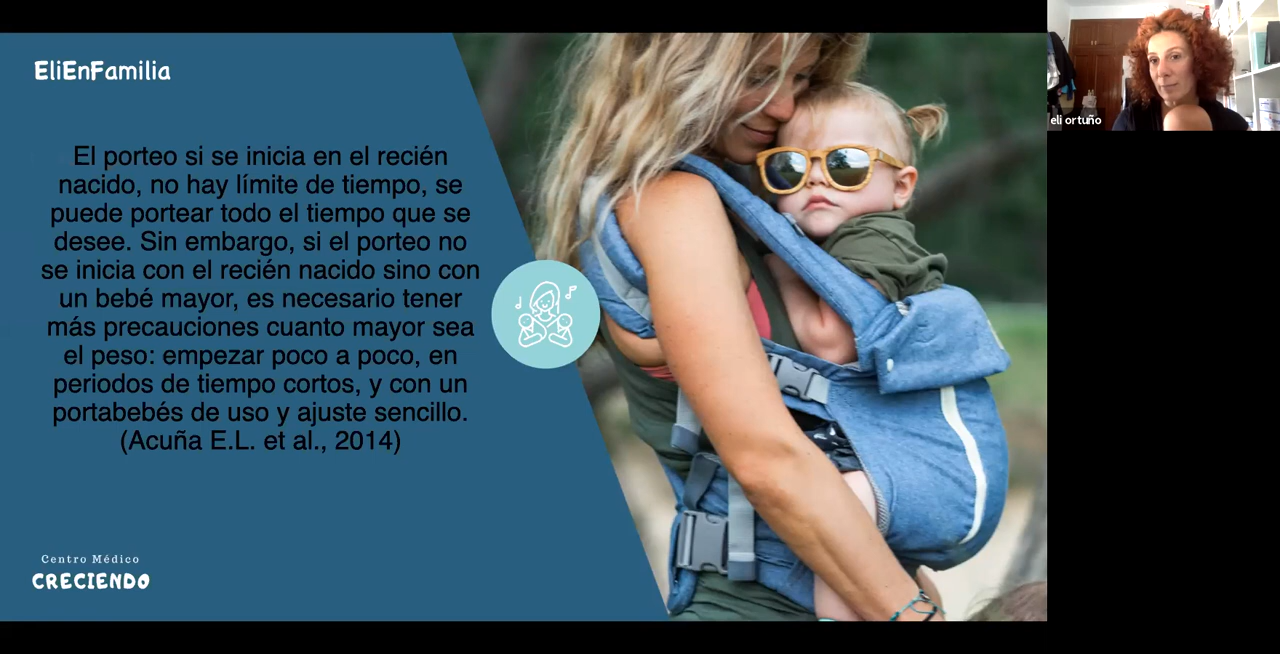 EliEnFamilia
El porteo si se inicia en el recién
nacido, no hay límite de tiempo, se
puede portear todo el tiempo que se
desee. Sin embargo, si el porteo no
se inicia con el recién nacido sino con
un bebé mayor, es necesario tener
más precauciones cuanto mayor sea
el peso: empezar poco a poco, en
periodos de tiempo cortos, y con un
portabebés de uso y ajuste sencillo.
(Acuña E.L. et al., 2014)
Centro Médico
CRECIENDO
eli ortuño